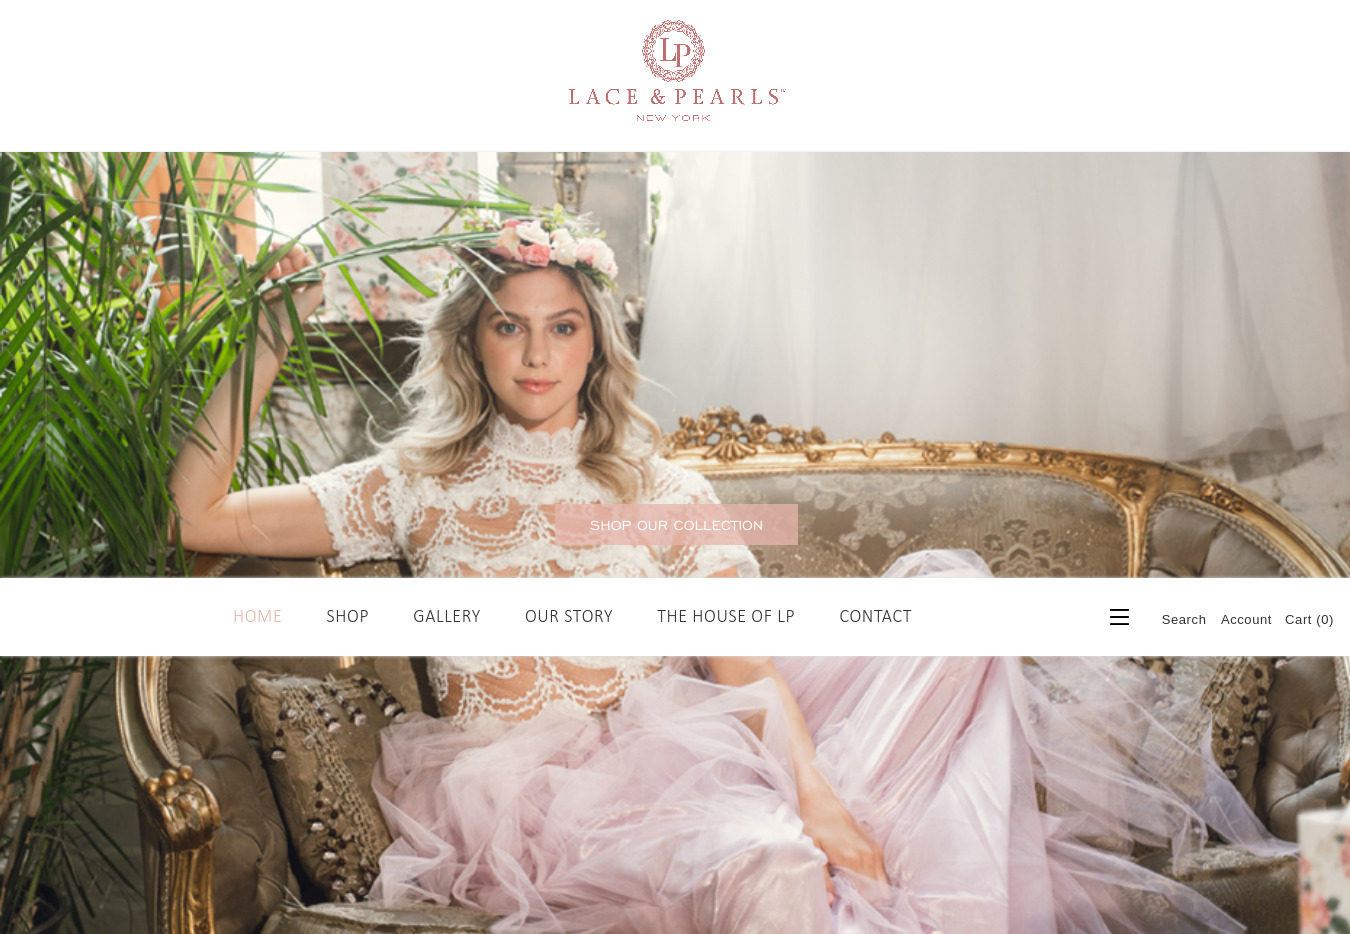 LP
LACE & PEARLS
NEW YORK
SHOP OUR COLLECTION
HOME SHOP GALLERY OUR STORY THE HOUSE OF LP CONTACT Search Account Cart (0)